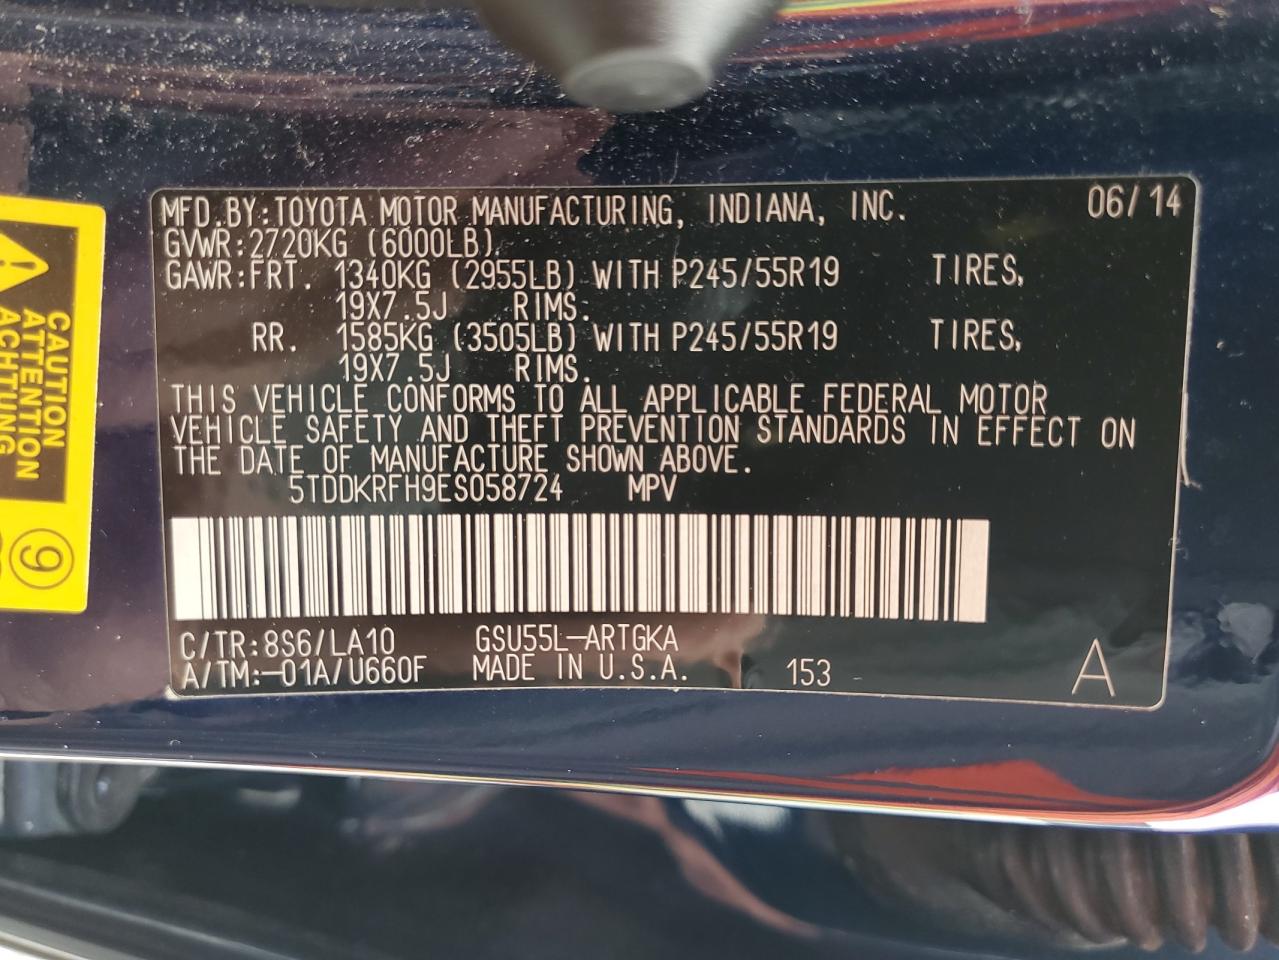 MFD.BY:TOYOTA MOTOR MANUFACTURING, INDIANA, INC. 06/14
GVWR:2720KG (6000LB).
GAWR:FRT. 1340KG (2955LB) WITH P245/55R19 TIRES,
19X7.5J RIMS.
RR. 1585KG (3505LB) WITH P245/55R19 TIRES,
19X7.5J RIMS.
THIS VEHICLE CONFORMS TO ALL APPLICABLE FEDERAL MOTOR
VEHICLE SAFETY AND THEFT PREVENTION STANDARDS IN EFFECT ON
THE DATE OF MANUFACTURE SHOWN ABOVE.
5TDDKRFH9ES058724 MPV
C/TR:8S6/LA10 GSU55L-ARTGKA
A/TM:-01A/U660F MADE IN U.S.A. 153 A
CAUTION
ATTENTION
ACHTUNG
9